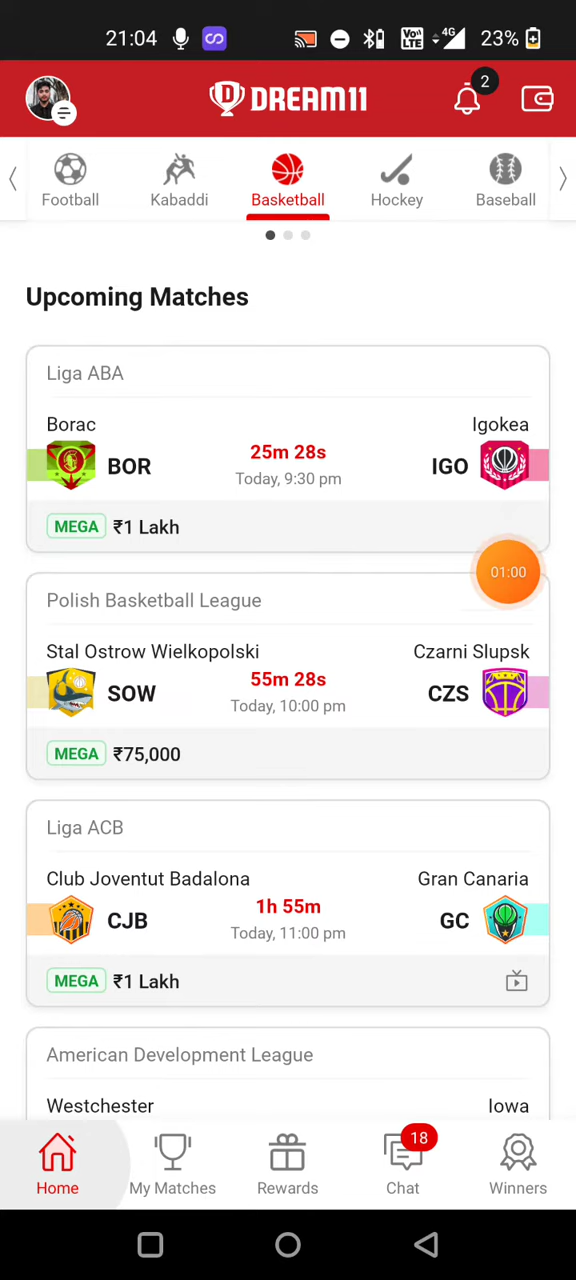 21:04 VoLTE 4G 23%
DREAM11 2
Football Kabaddi Basketball Hockey Baseball
Upcoming Matches
Liga ABA
Borac Igokea
BOR 25m 28s IGO
Today, 9:30 pm
MEGA ₹1 Lakh
01:00
Polish Basketball League
Stal Ostrow Wielkopolski Czarni Slupsk
SOW 55m 28s CZS
Today, 10:00 pm
MEGA ₹75,000
Liga ACB
Club Joventut Badalona Gran Canaria
CJB 1h 55m GC
Today, 11:00 pm
MEGA ₹1 Lakh
American Development League
Westchester Iowa
18
Home My Matches Rewards Chat Winners